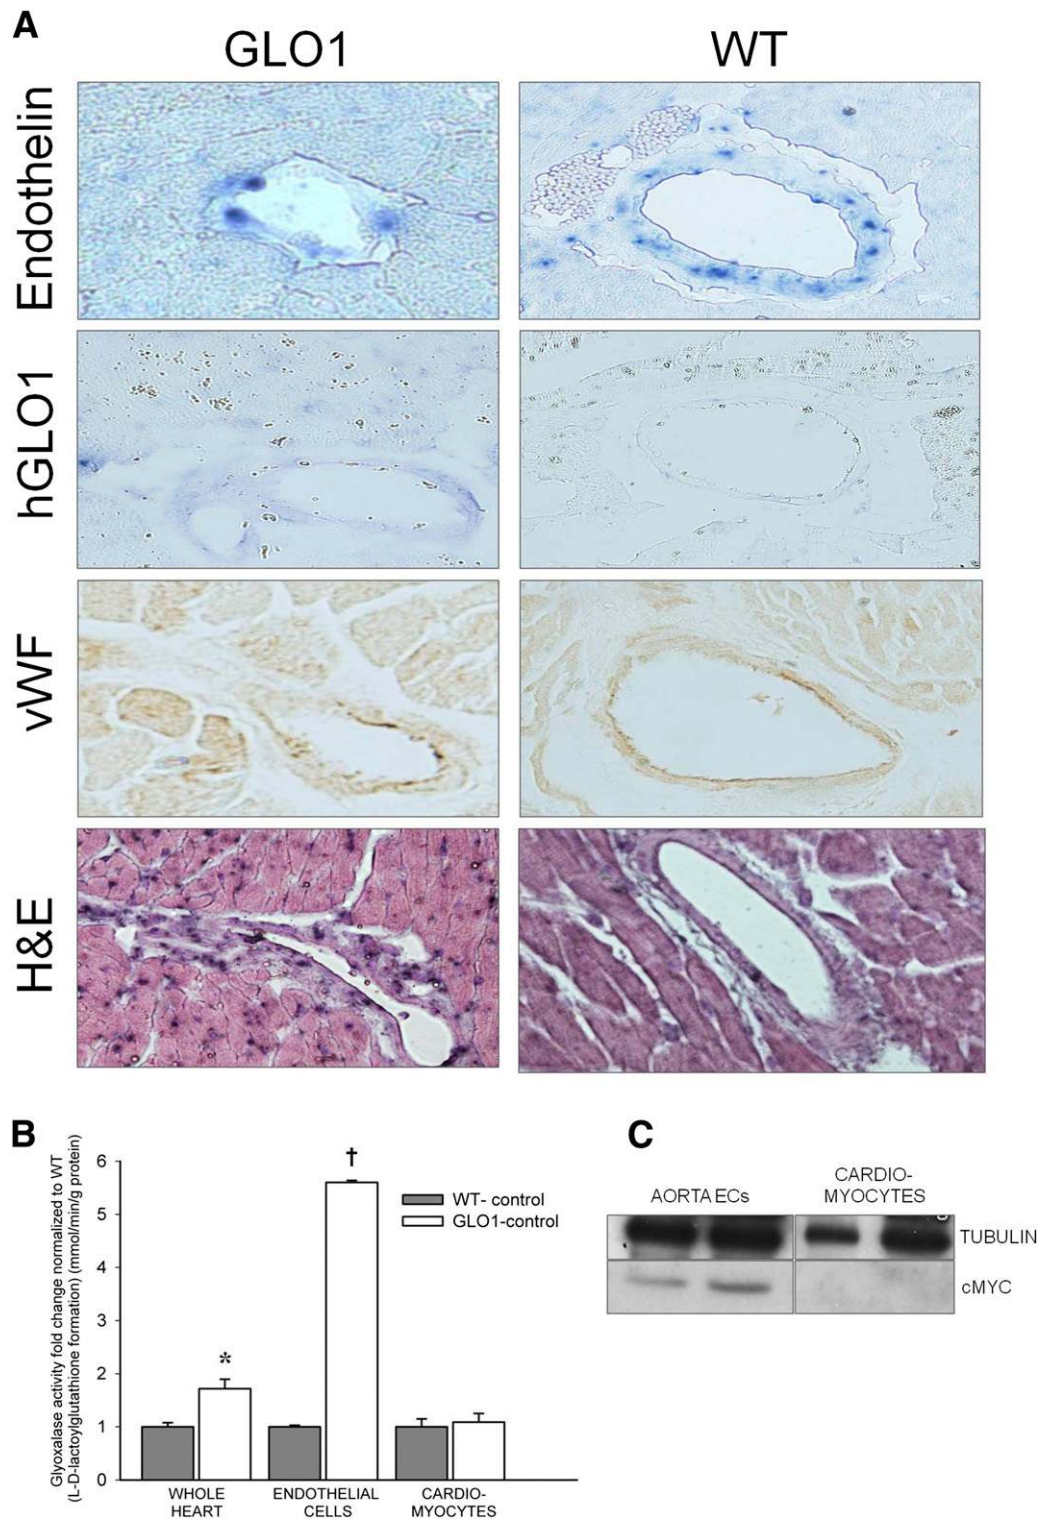 A
GLO1
WT
Endothelin
hGLO1
vWF
H&E
B
Glyoxalase activity fold change normalized to WT
(L-D-lactoylglutathione formation) (mmol/min/g protein)
6
5
4
3
2
1
0
*
†
WT- control
GLO1-control
WHOLE
HEART
ENDOTHELIAL
CELLS
CARDIO-
MYOCYTES
C
AORTA ECs
CARDIO-
MYOCYTES
TUBULIN
cMYC